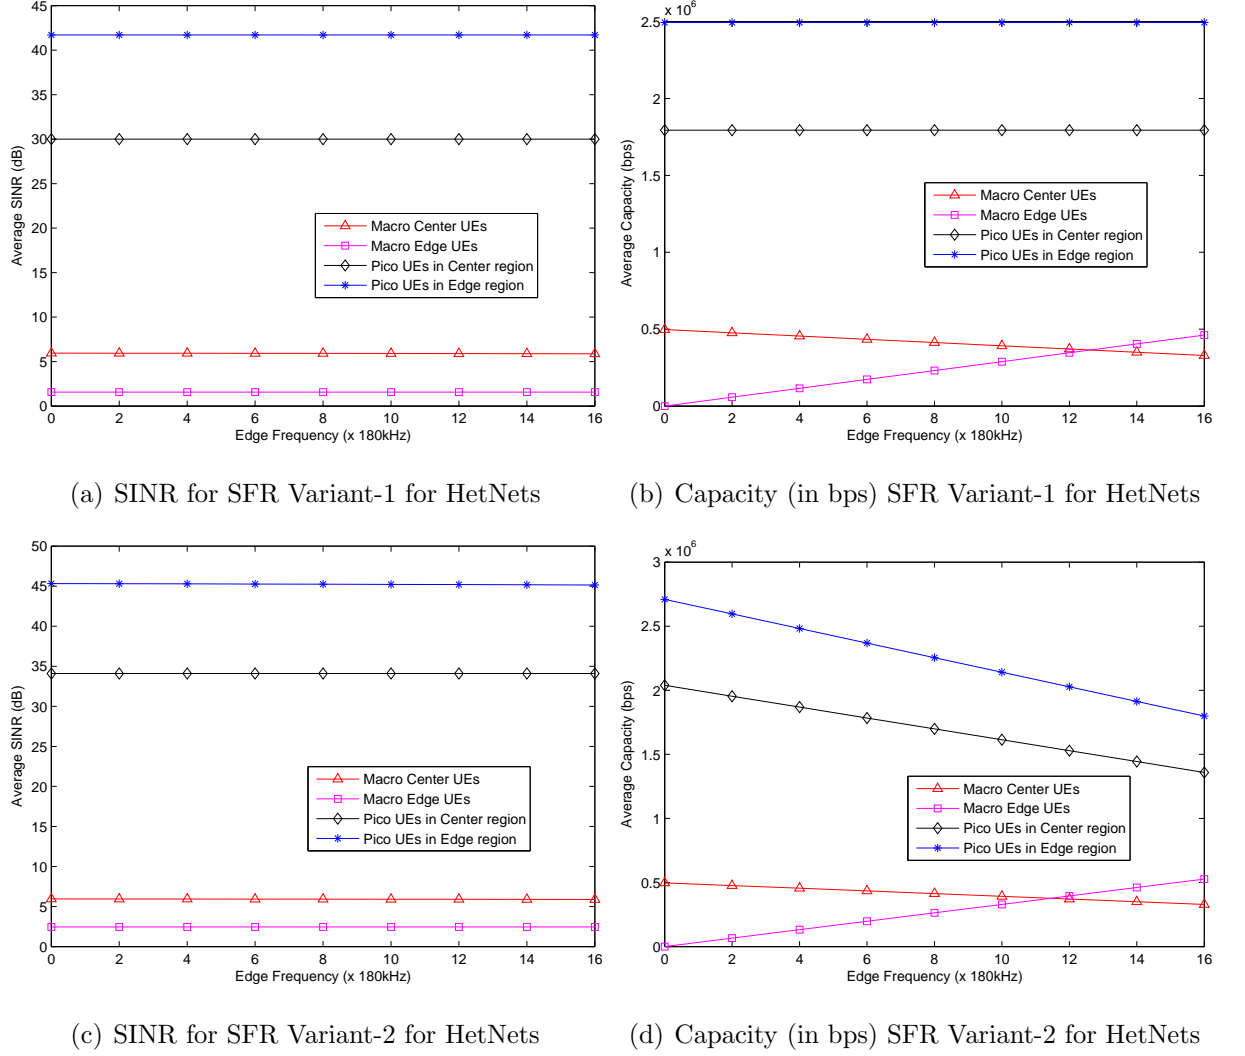 45
40
35
30
25
20
15
10
5
0
Average SINR (dB)
Macro Center UEs
Macro Edge UEs
Pico UEs in Center region
Pico UEs in Edge region
0 2 4 6 8 10 12 14 16
Edge Frequency (x 180kHz)
(a) SINR for SFR Variant-1 for HetNets
x 10^6
2.5
2
1.5
1
0.5
0
Average Capacity (bps)
Macro Center UEs
Macro Edge UEs
Pico UEs in Center region
Pico UEs in Edge region
0 2 4 6 8 10 12 14 16
Edge Frequency (x 180kHz)
(b) Capacity (in bps) SFR Variant-1 for HetNets
50
45
40
35
30
25
20
15
10
5
0
Average SINR (dB)
Macro Center UEs
Macro Edge UEs
Pico UEs in Center region
Pico UEs in Edge region
0 2 4 6 8 10 12 14 16
Edge Frequency (x 180kHz)
(c) SINR for SFR Variant-2 for HetNets
x 10^6
3
2.5
2
1.5
1
0.5
0
Average Capacity (bps)
Macro Center UEs
Macro Edge UEs
Pico UEs in Center region
Pico UEs in Edge region
0 2 4 6 8 10 12 14 16
Edge Frequency (x 180kHz)
(d) Capacity (in bps) SFR Variant-2 for HetNets